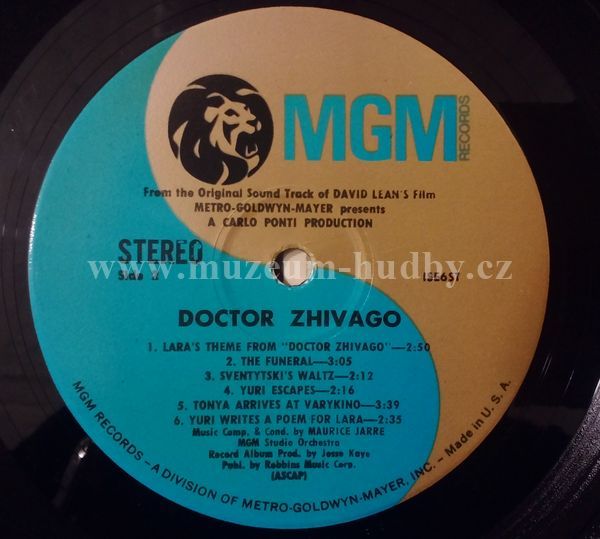 MGM
RECORDS
From the Original Sound Track of DAVID LEAN'S Film
METRO-GOLDWYN-MAYER presents
A CARLO PONTI PRODUCTION
STEREO
Side 2
www.muzeum-hudby.cz
DOCTOR ZHIVAGO
1. LARA'S THEME FROM "DOCTOR ZHIVAGO"—2:50
2. THE FUNERAL—3:05
3. SVENTYTSKI'S WALTZ—2:12
4. YURI ESCAPES—2:16
5. TONYA ARRIVES AT VARYKINO—3:39
6. YURI WRITES A POEM FOR LARA—2:35
Music Comp. & Cond. by MAURICE JARRE
MGM Studio Orchestra
Record Album Prod. by Jesse Kaye
Publ. by Robbins Music Corp.
(ASCAP)
MGM RECORDS – A DIVISION OF METRO-GOLDWYN-MAYER, INC. – Made in U. S. A.